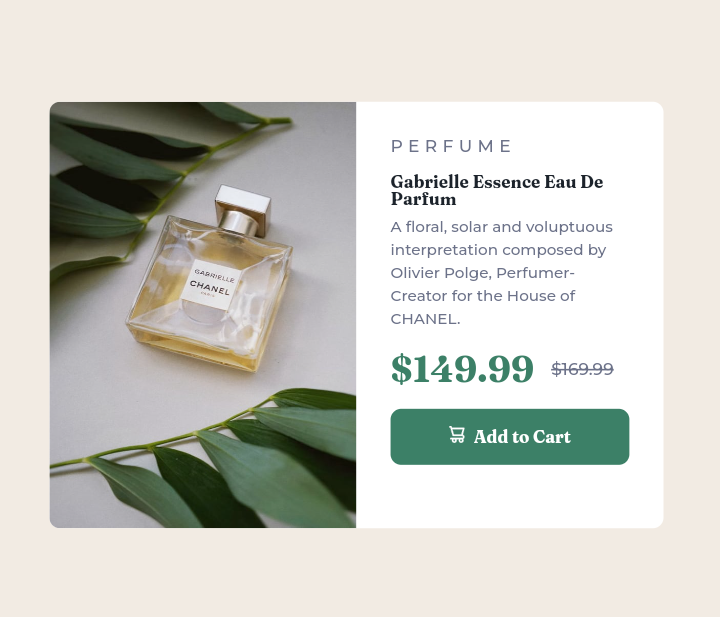 GABRIELLE
CHANEL
PARIS
PERFUME
Gabrielle Essence Eau De
Parfum
A floral, solar and voluptuous
interpretation composed by
Olivier Polge, Perfumer-
Creator for the House of
CHANEL.
$149.99 $169.99
Add to Cart